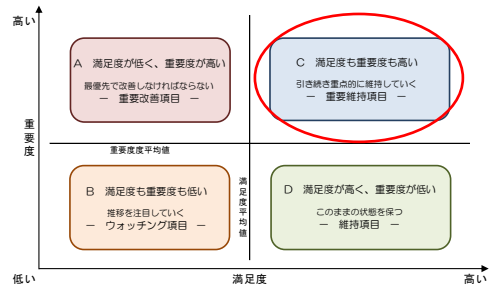 高い
A　満足度が低く、重要度が高い
最優先で改善しなければならない
―　重要改善項目　―
C　満足度も重要度も高い
引き続き重点的に維持していく
―　重要維持項目　―
重要度
重要度度平均値
B　満足度も重要度も低い
推移を注目していく
―　ウォッチング項目　―
満足度平均値
D　満足度が高く、重要度が低い
このままの状態を保つ
―　維持項目　―
低い
満足度
高い